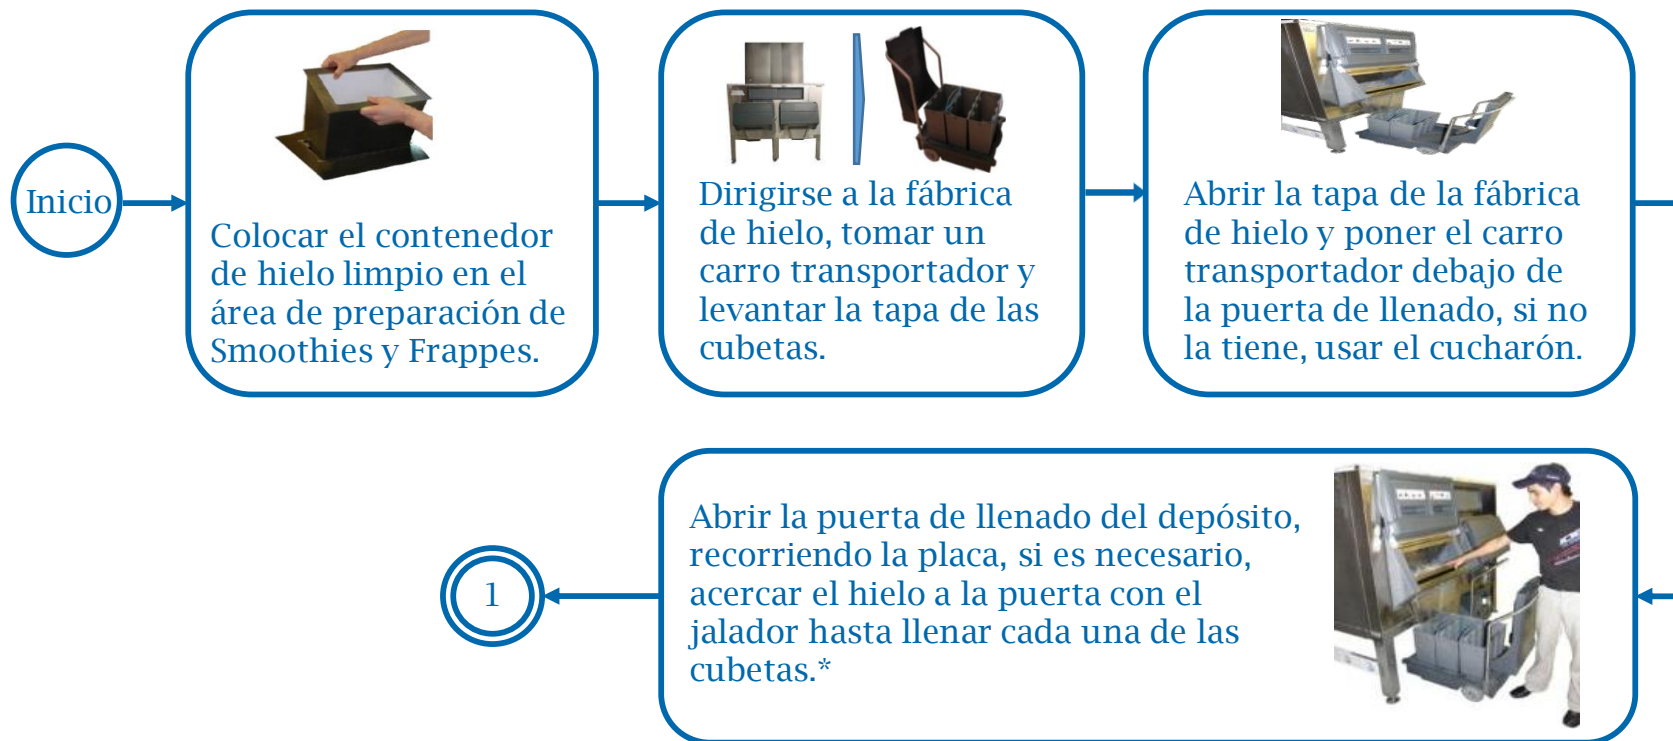 Inicio
Colocar el contenedor
de hielo limpio en el
área de preparación de
Smoothies y Frappes.
Dirigirse a la fábrica
de hielo, tomar un
carro transportador y
levantar la tapa de las
cubetas.
Abrir la tapa de la fábrica
de hielo y poner el carro
transportador debajo de
la puerta de llenado, si no
la tiene, usar el cucharón.
Abrir la puerta de llenado del depósito,
recorriendo la placa, si es necesario,
acercar el hielo a la puerta con el
jalador hasta llenar cada una de las
cubetas.*
1